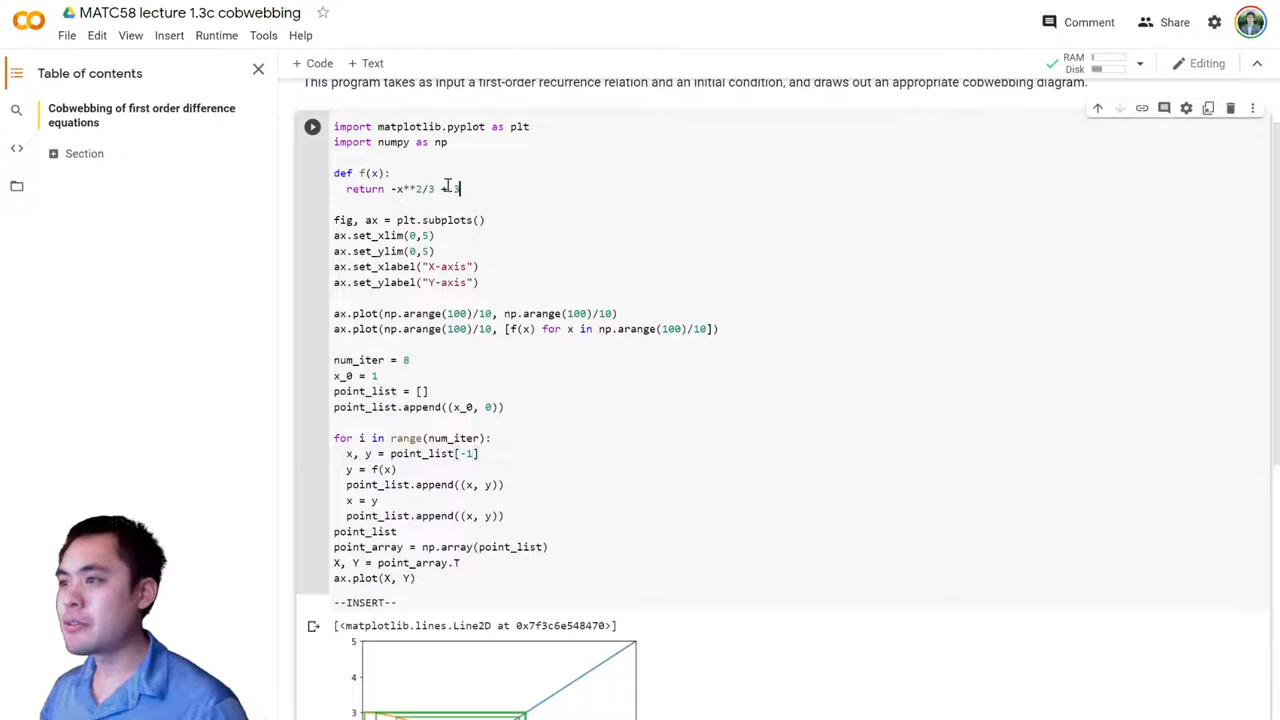 MATC58 lecture 1.3c cobwebbing
File Edit View Insert Runtime Tools Help
Comment Share
Table of contents
Cobwebbing of first order difference equations
Section
+ Code + Text
RAM
Disk
Editing
This program takes as input a first-order recurrence relation and an initial condition, and draws out an appropriate cobwebbing diagram.
import matplotlib.pyplot as plt
import numpy as np
def f(x):
return -x**2/3 + 3
fig, ax = plt.subplots()
ax.set_xlim(0,5)
ax.set_ylim(0,5)
ax.set_xlabel("X-axis")
ax.set_ylabel("Y-axis")
ax.plot(np.arange(100)/10, np.arange(100)/10)
ax.plot(np.arange(100)/10, [f(x) for x in np.arange(100)/10])
num_iter = 8
x_0 = 1
point_list = []
point_list.append((x_0, 0))
for i in range(num_iter):
x, y = point_list[-1]
y = f(x)
point_list.append((x, y))
x = y
point_list.append((x, y))
point_list
point_array = np.array(point_list)
X, Y = point_array.T
ax.plot(X, Y)
--INSERT--
[<matplotlib.lines.Line2D at 0x7f3c6e548470>]
5
4
3